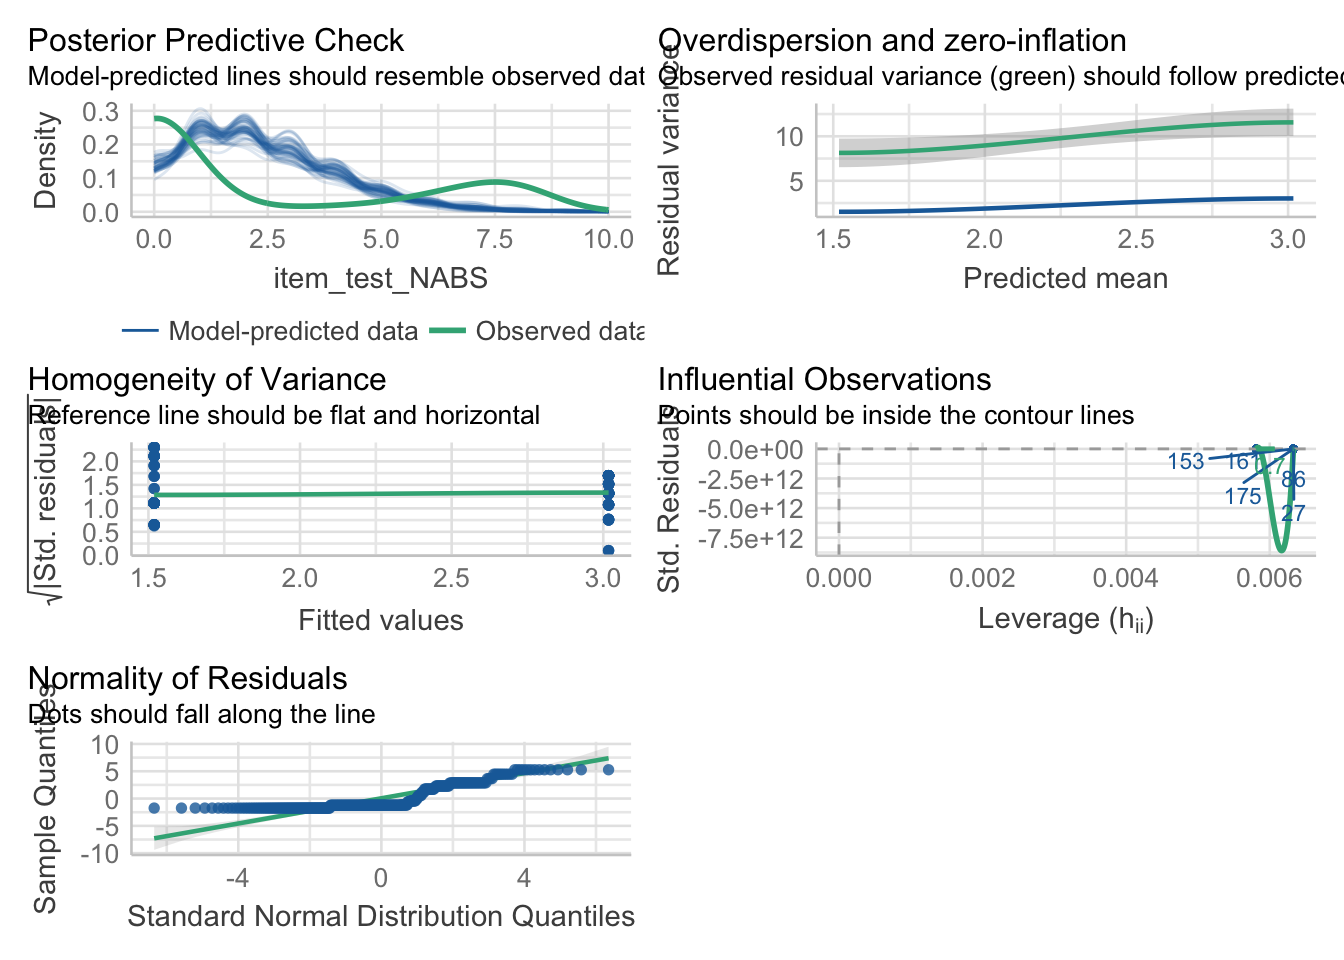 Posterior Predictive Check
Model-predicted lines should resemble observed dat
Density
0.3
0.2
0.1
0.0
0.0 2.5 5.0 7.5 10.0
item_test_NABS
Model-predicted data Observed data
Overdispersion and zero-inflation
Observed residual variance (green) should follow predicted
Residual variance
10
5
1.5 2.0 2.5 3.0
Predicted mean
Homogeneity of Variance
Reference line should be flat and horizontal
√|Std. residuals|
2.0
1.5
1.0
0.5
0.0
1.5 2.0 2.5 3.0
Fitted values
Influential Observations
Points should be inside the contour lines
Std. Residuals
0.0e+00
-2.5e+12
-5.0e+12
-7.5e+12
153
175
86
27
0.000 0.002 0.004 0.006
Leverage (hii)
Normality of Residuals
Dots should fall along the line
Sample Quantiles
10
5
0
-5
-10
-4 0 4
Standard Normal Distribution Quantiles